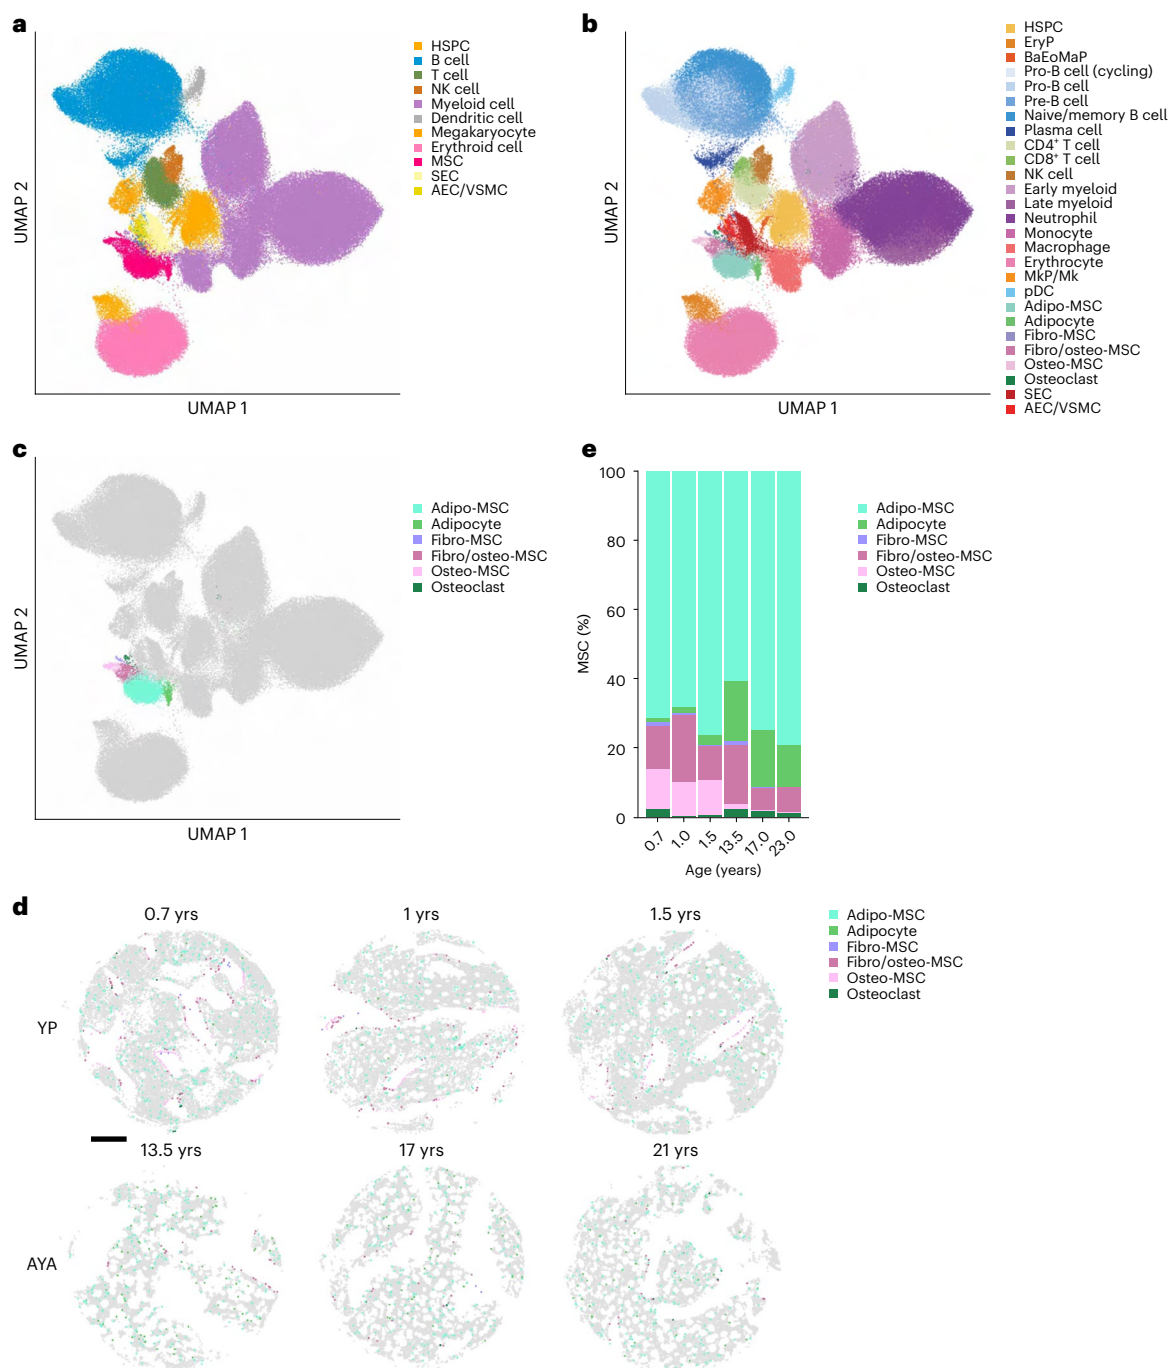 a
HSPC
B cell
T cell
NK cell
Myeloid cell
Dendritic cell
Megakaryocyte
Erythroid cell
MSC
SEC
AEC/VSMC
UMAP 2
UMAP 1
b
HSPC
EryP
BaEoMaP
Pro-B cell (cycling)
Pro-B cell
Pre-B cell
Naive/memory B cell
Plasma cell
CD4⁺ T cell
CD8⁺ T cell
NK cell
Early myeloid
Late myeloid
Neutrophil
Monocyte
Macrophage
Erythrocyte
MkP/Mk
pDC
Adipo-MSC
Adipocyte
Fibro-MSC
Fibro/osteo-MSC
Osteo-MSC
Osteoclast
SEC
AEC/VSMC
UMAP 2
UMAP 1
c
Adipo-MSC
Adipocyte
Fibro-MSC
Fibro/osteo-MSC
Osteo-MSC
Osteoclast
UMAP 2
UMAP 1
e
100
80
60
40
20
0
MSC (%)
0.7
1.0
1.5
13.5
17.0
23.0
Age (years)
Adipo-MSC
Adipocyte
Fibro-MSC
Fibro/osteo-MSC
Osteo-MSC
Osteoclast
d
0.7 yrs
1 yrs
1.5 yrs
YP
13.5 yrs
17 yrs
21 yrs
AYA
Adipo-MSC
Adipocyte
Fibro-MSC
Fibro/osteo-MSC
Osteo-MSC
Osteoclast